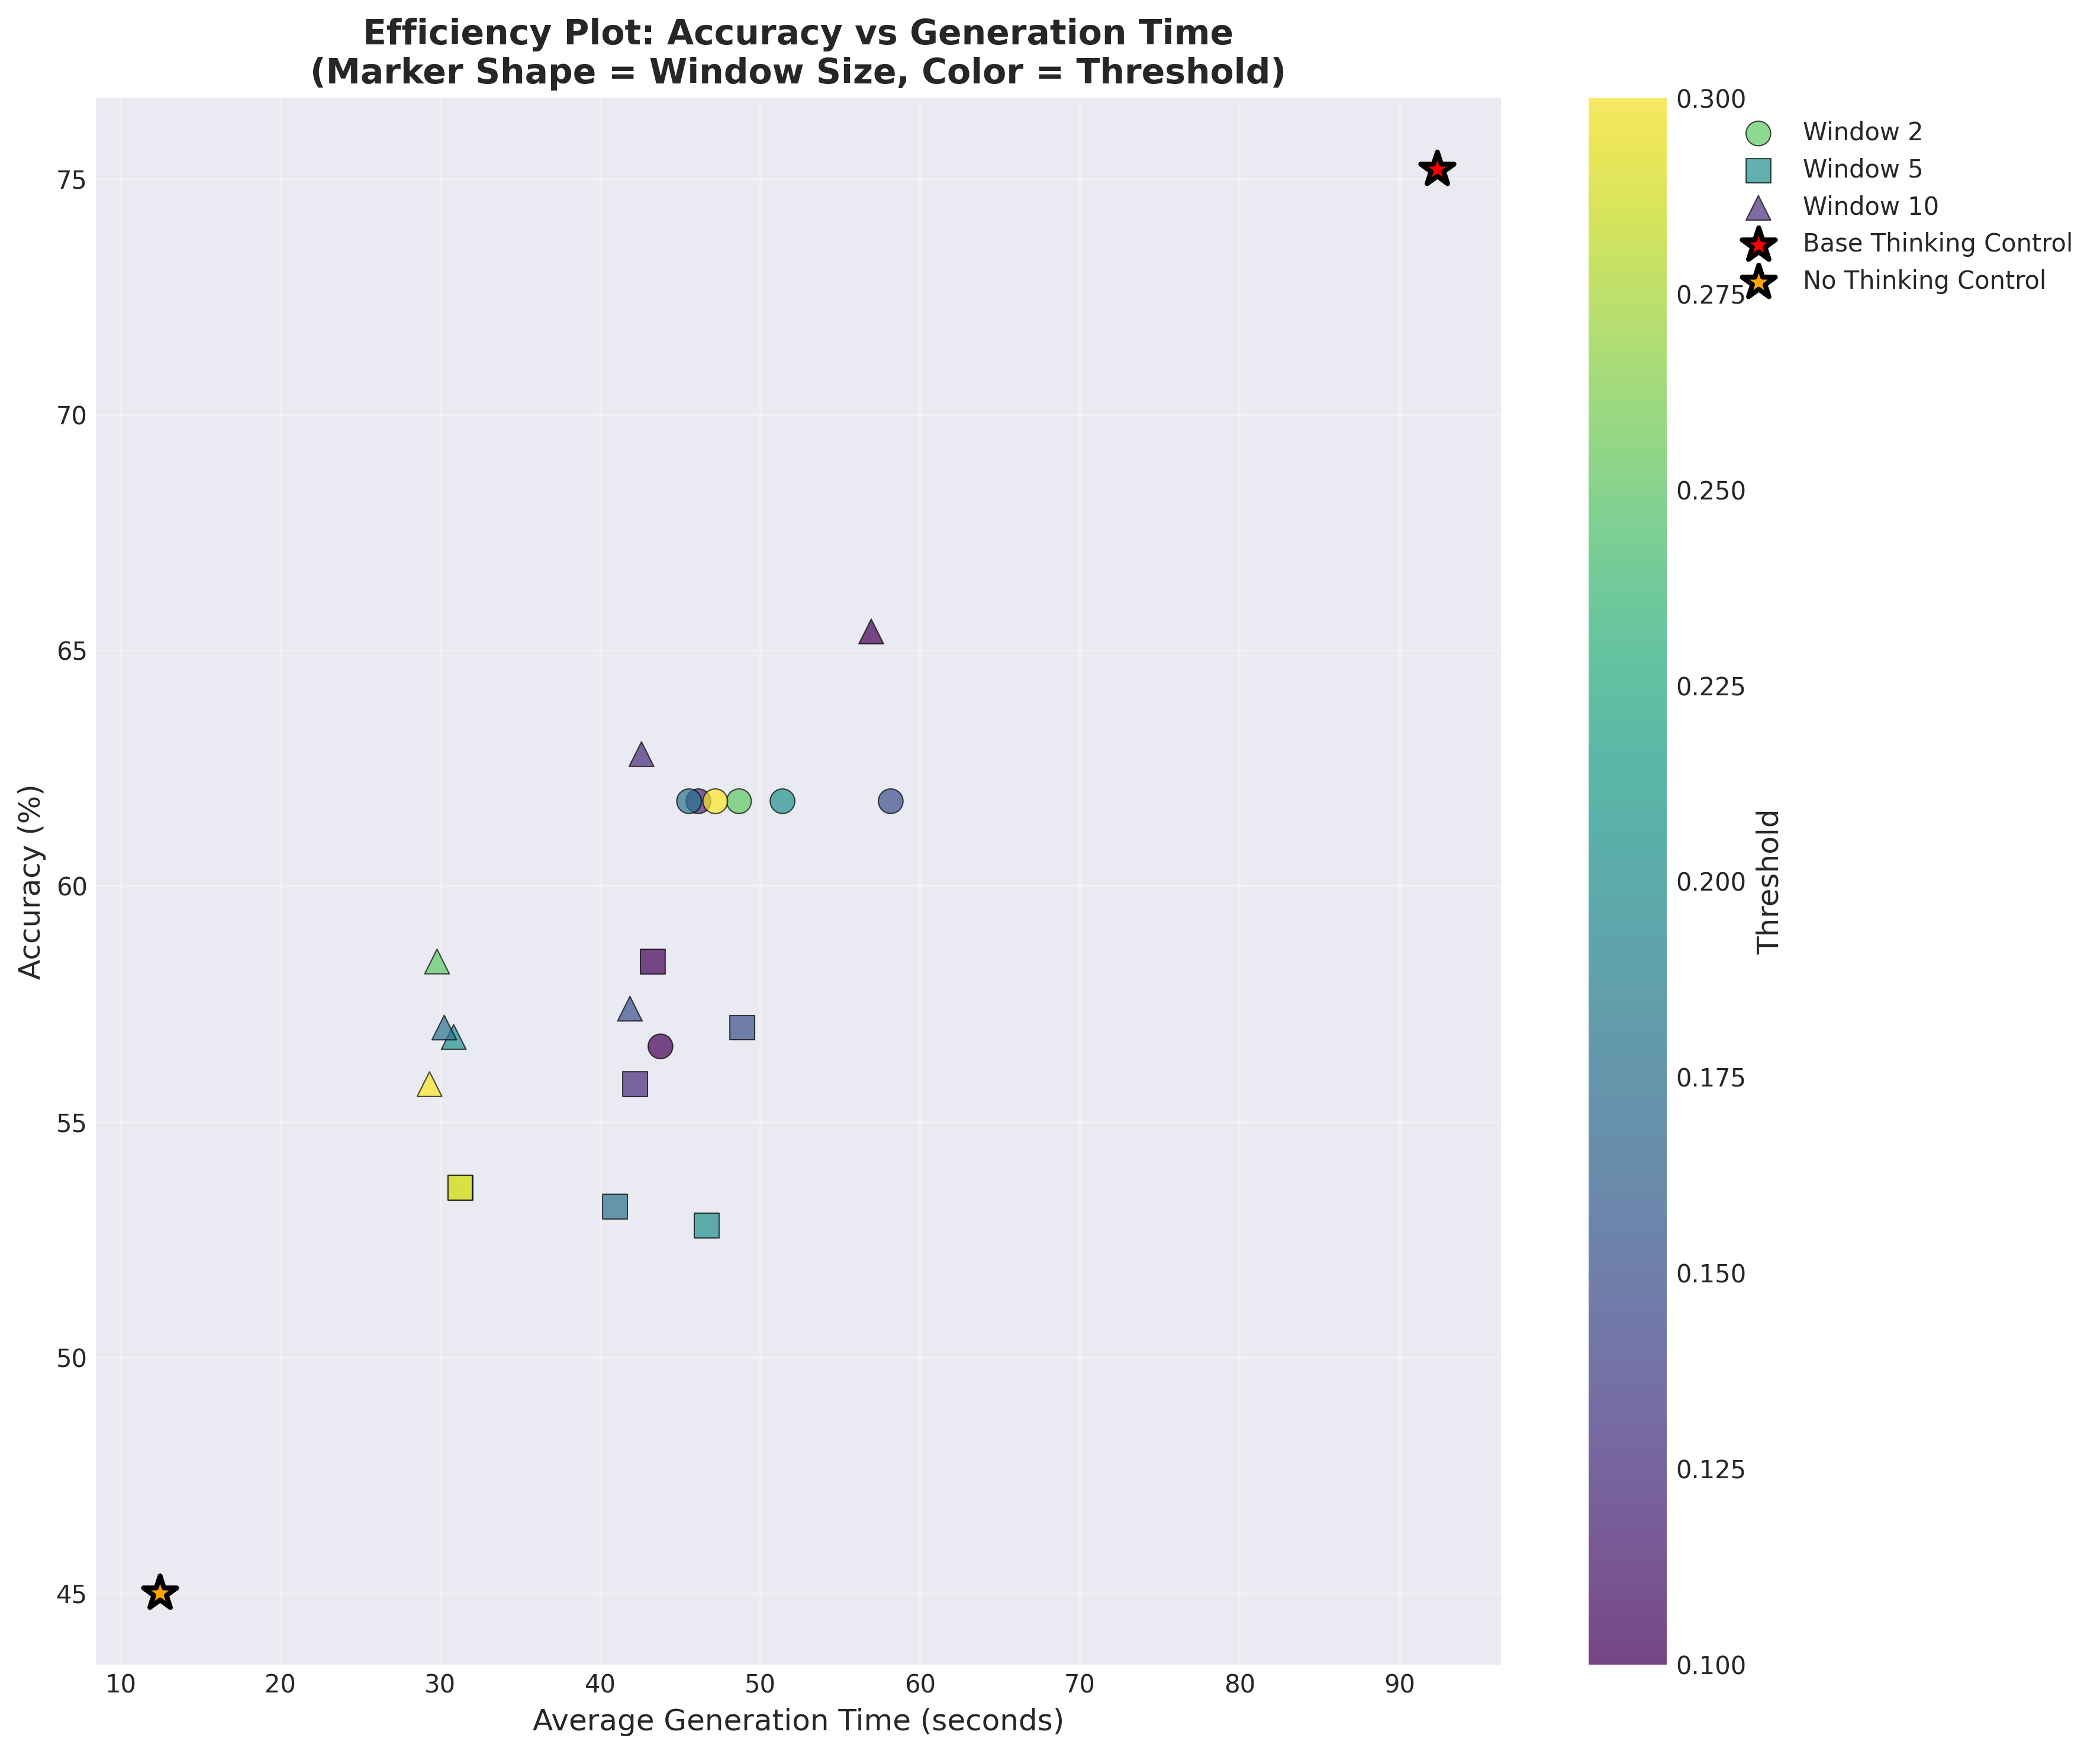 Efficiency Plot: Accuracy vs Generation Time
(Marker Shape = Window Size, Color = Threshold)
Accuracy (%)
75
70
65
60
55
50
45
10 20 30 40 50 60 70 80 90
Average Generation Time (seconds)
0.300
0.275
0.250
0.225
0.200
0.175
0.150
0.125
0.100
Threshold
Window 2
Window 5
Window 10
Base Thinking Control
No Thinking Control